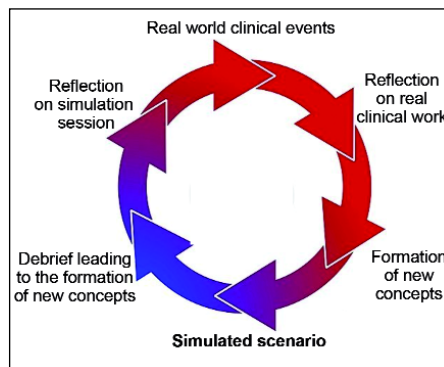 Real world clinical events
Reflection
on real
clinical work
Formation
of new
concepts
Simulated scenario
Debrief leading
to the formation
of new concepts
Reflection
on simulation
session